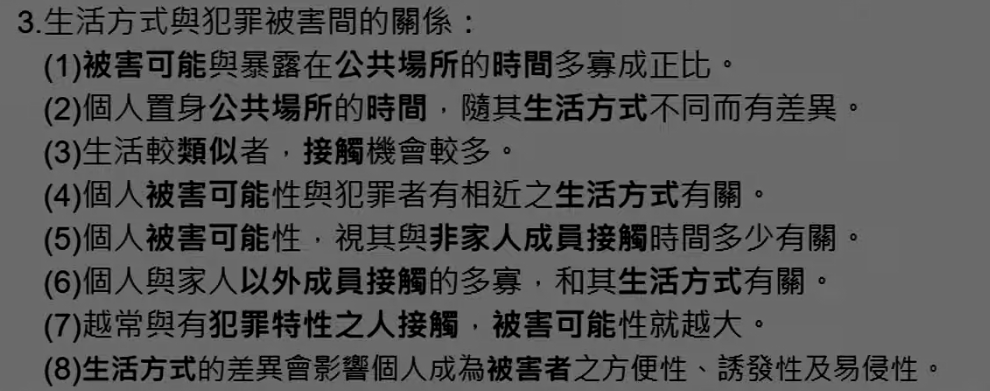 3.生活方式與犯罪被害間的關係：
(1)被害可能與暴露在公共場所的時間多寡成正比。
(2)個人置身公共場所的時間，隨其生活方式不同而有差異。
(3)生活較類似者，接觸機會較多。
(4)個人被害可能性與犯罪者有相近之生活方式有關。
(5)個人被害可能性，視其與非家人成員接觸時間多少有關。
(6)個人與家人以外成員接觸的多寡，和其生活方式有關。
(7)越常與有犯罪特性之人接觸，被害可能性就越大。
(8)生活方式的差異會影響個人成為被害者之方便性、誘發性及易侵性。